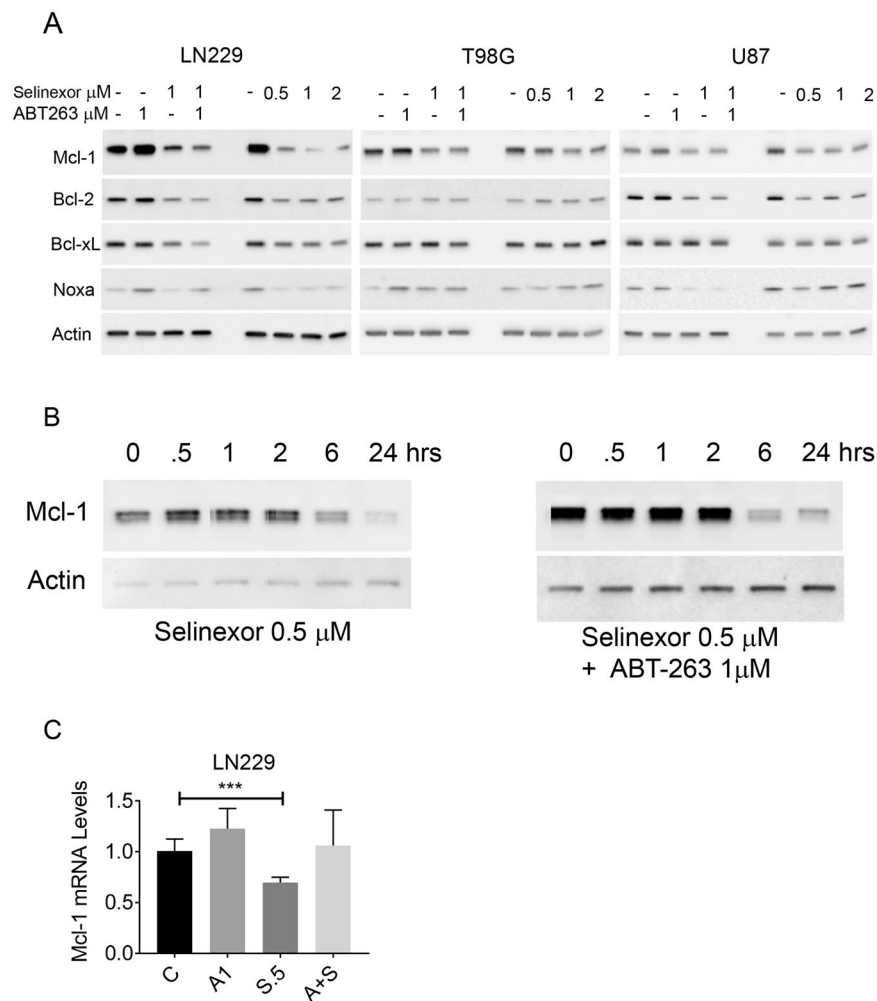 A
LN229 T98G U87
Selinexor μM - - 1 1 - 0.5 1 2 - - 1 1 - 0.5 1 2 - - 1 1 - 0.5 1 2
ABT263 μM - 1 - 1 - 1 - 1 - 1 - 1
Mcl-1
Bcl-2
Bcl-xL
Noxa
Actin
B
0 .5 1 2 6 24 hrs 0 .5 1 2 6 24 hrs
Mcl-1
Actin
Selinexor 0.5 μM Selinexor 0.5 μM
+ ABT-263 1μM
C
LN229
***
Mcl-1 mRNA Levels
1.5
1.0
0.5
0.0
C A1 S.5 A+S